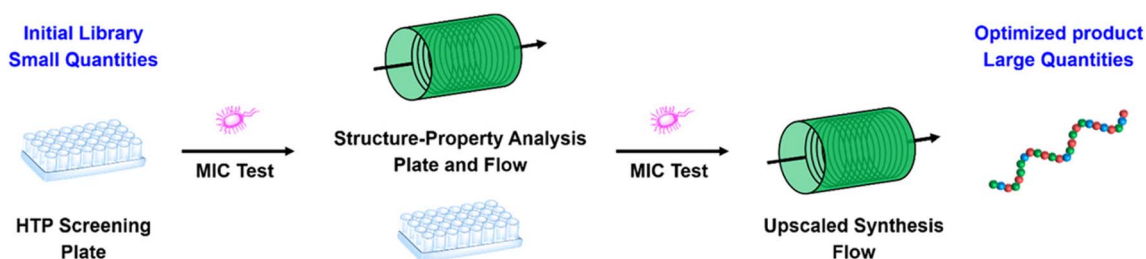 Initial Library
Small Quantities
MIC Test
HTP Screening
Plate
Structure-Property Analysis
Plate and Flow
MIC Test
Upscaled Synthesis
Flow
Optimized product
Large Quantities